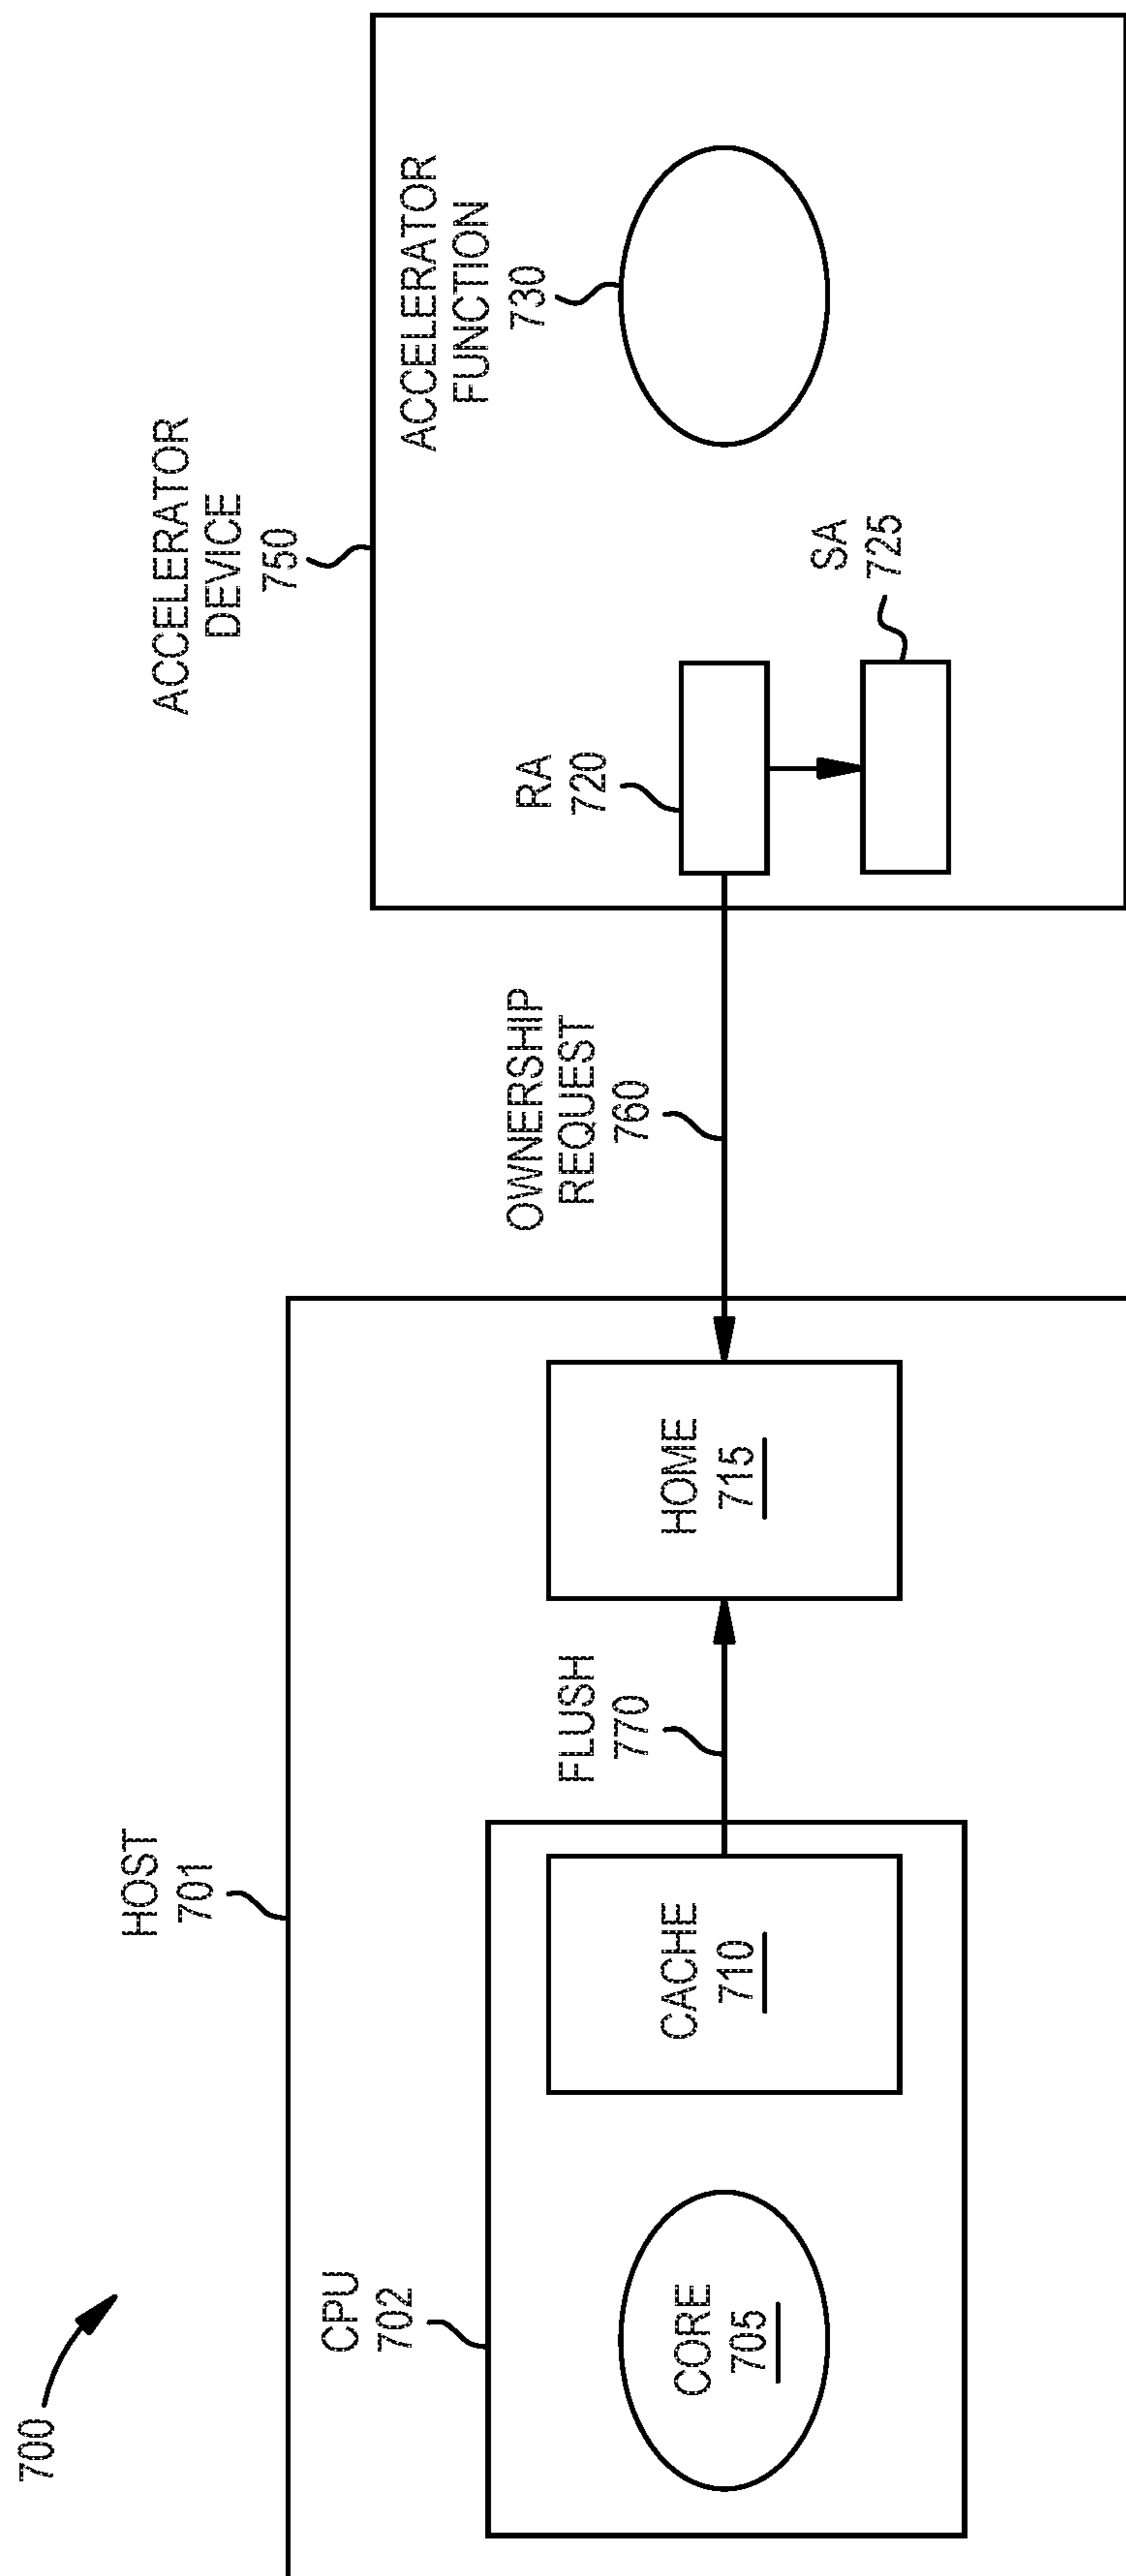 700
HOST
701
CPU
702
CORE
705
CACHE
710
FLUSH
770
HOME
715
OWNERSHIP
REQUEST
760
ACCELERATOR
DEVICE
750
RA
720
SA
725
ACCELERATOR
FUNCTION
730